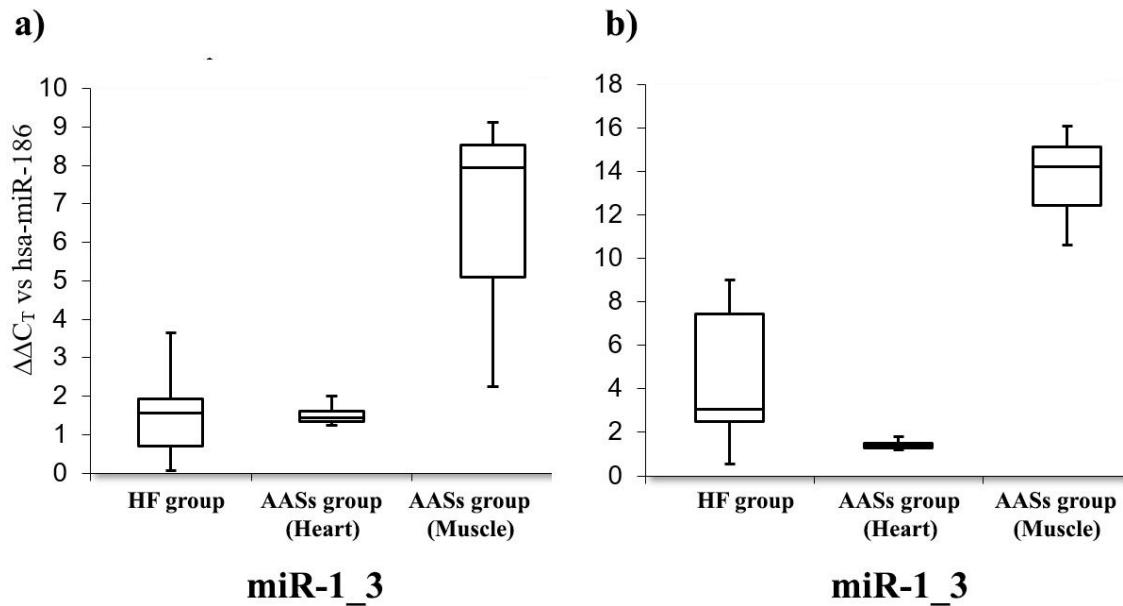 a)
ΔΔCT vs hsa-miR-186
10
9
8
7
6
5
4
3
2
1
0
HF group
AASs group
(Heart)
AASs group
(Muscle)
miR-1_3
b)
18
16
14
12
10
8
6
4
2
0
HF group
AASs group
(Heart)
AASs group
(Muscle)
miR-1_3